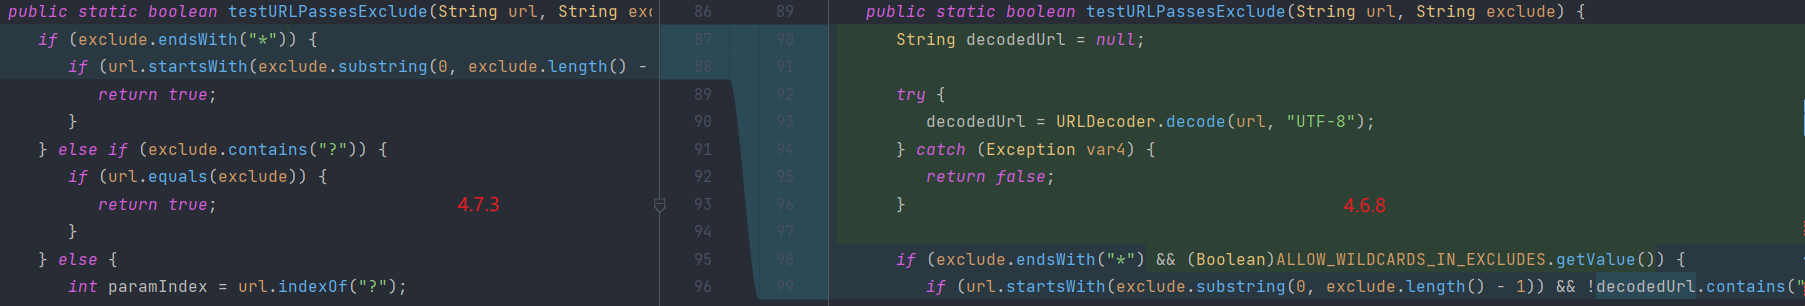 public static boolean testURLPassesExclude(String url, String exc
if (exclude.endsWith("*")) {
if (url.startsWith(exclude.substring(0, exclude.length() -
return true;
}
} else if (exclude.contains("?")) {
if (url.equals(exclude)) {
return true;
}
} else {
int paramIndex = url.indexOf("?");
4.7.3
86
87
88
89
90
91
92
93
94
95
96
89
90
91
92
93
94
95
96
97
98
99
public static boolean testURLPassesExclude(String url, String exclude) {
String decodedUrl = null;
try {
decodedUrl = URLDecoder.decode(url, "UTF-8");
} catch (Exception var4) {
return false;
}
if (exclude.endsWith("*") && (Boolean)ALLOW_WILDCARDS_IN_EXCLUDES.getValue()) {
if (url.startsWith(exclude.substring(0, exclude.length() - 1)) && !decodedUrl.contains("
4.6.8